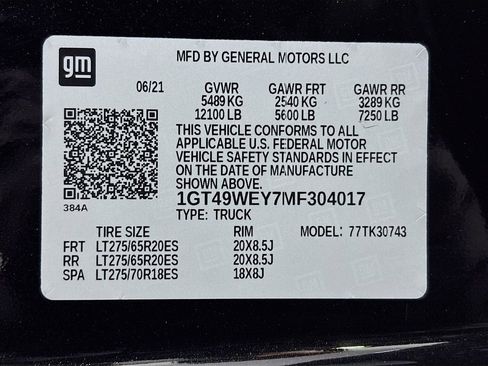 gm
MFD BY GENERAL MOTORS LLC
06/21 GVWR GAWR FRT GAWR RR
5489 KG 2540 KG 3289 KG
12100 LB 5600 LB 7250 LB
THIS VEHICLE CONFORMS TO ALL
APPLICABLE U.S. FEDERAL MOTOR
VEHICLE SAFETY STANDARDS IN EFFECT
ON THE DATE OF MANUFACTURE
SHOWN ABOVE.
384A
1GT49WEY7MF304017
TYPE: TRUCK
TIRE SIZE RIM MODEL: 77TK30743
FRT LT275/65R20ES 20X8.5J
RR LT275/65R20ES 20X8.5J
SPA LT275/70R18ES 18X8J